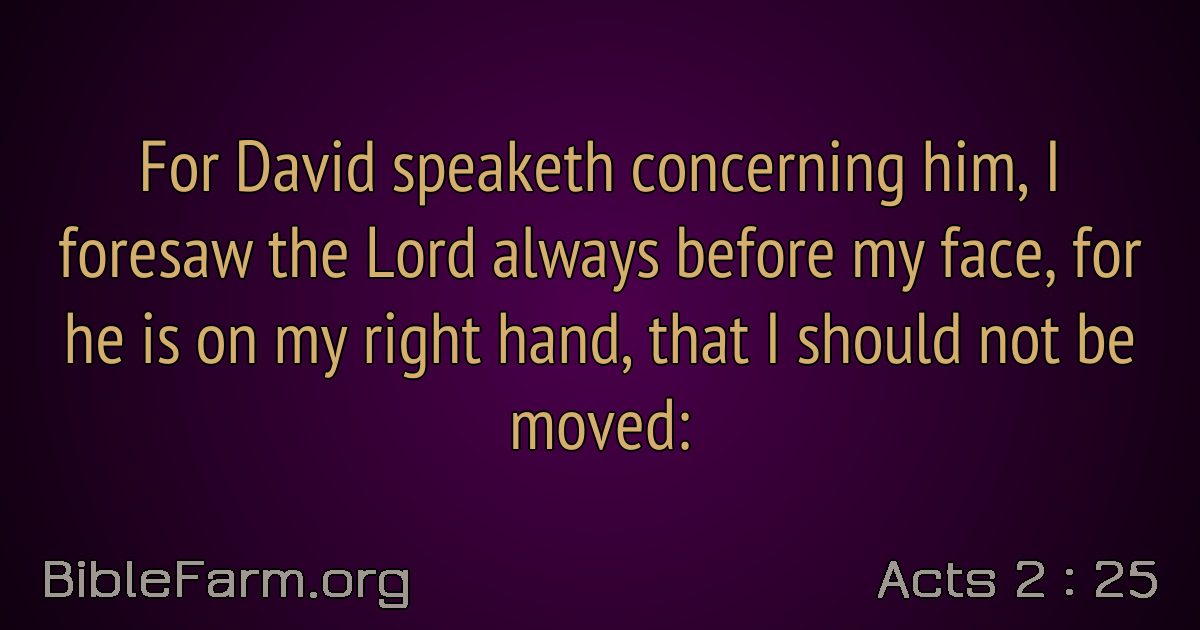 For David speaketh concerning him, I
foresaw the Lord always before my face, for
he is on my right hand, that I should not be
moved:
BibleFarm.org
Acts 2 : 25